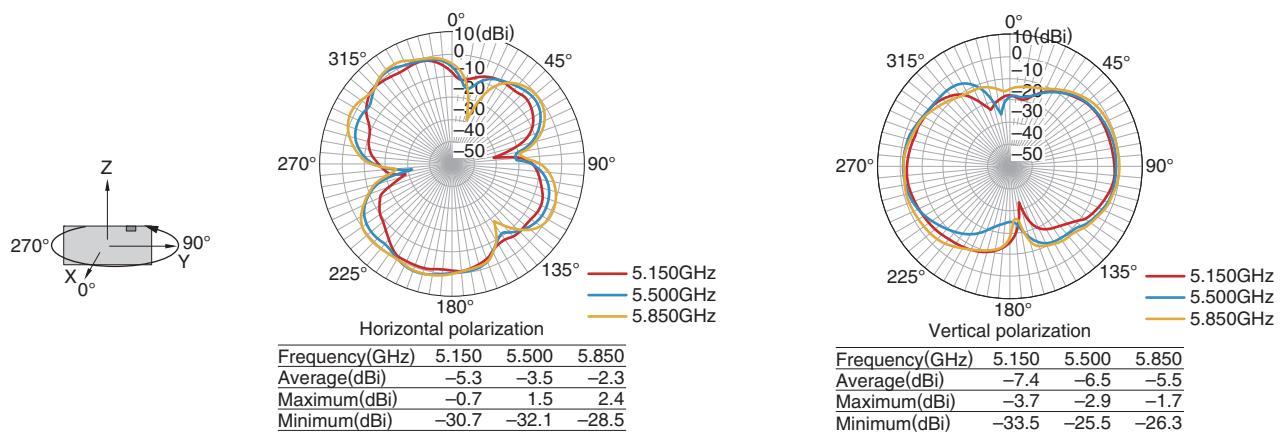 Z
270°
90°
Y
X
0°
0°
10(dBi)
0
–10
–20
–30
–40
–50
45°
90°
135°
180°
225°
270°
315°
5.150GHz
5.500GHz
5.850GHz
Horizontal polarization
Frequency(GHz) 5.150 5.500 5.850
Average(dBi) –5.3 –3.5 –2.3
Maximum(dBi) –0.7 1.5 2.4
Minimum(dBi) –30.7 –32.1 –28.5
0°
10(dBi)
0
–10
–20
–30
–40
–50
45°
90°
135°
180°
225°
270°
315°
5.150GHz
5.500GHz
5.850GHz
Vertical polarization
Frequency(GHz) 5.150 5.500 5.850
Average(dBi) –7.4 –6.5 –5.5
Maximum(dBi) –3.7 –2.9 –1.7
Minimum(dBi) –33.5 –25.5 –26.3